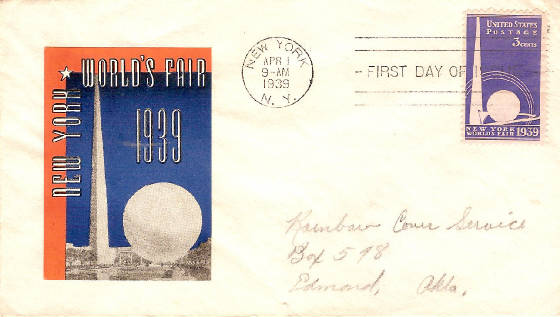 NEW YORK
WORLD'S FAIR
1939
NEW YORK
APR 1
9-AM
1939
N. Y.
FIRST DAY OF
UNITED STATES
POSTAGE
3 CENTS
NEW YORK
WORLD'S FAIR 1939
Rainbow Cover Service
Box 598
Edmond, Okla.